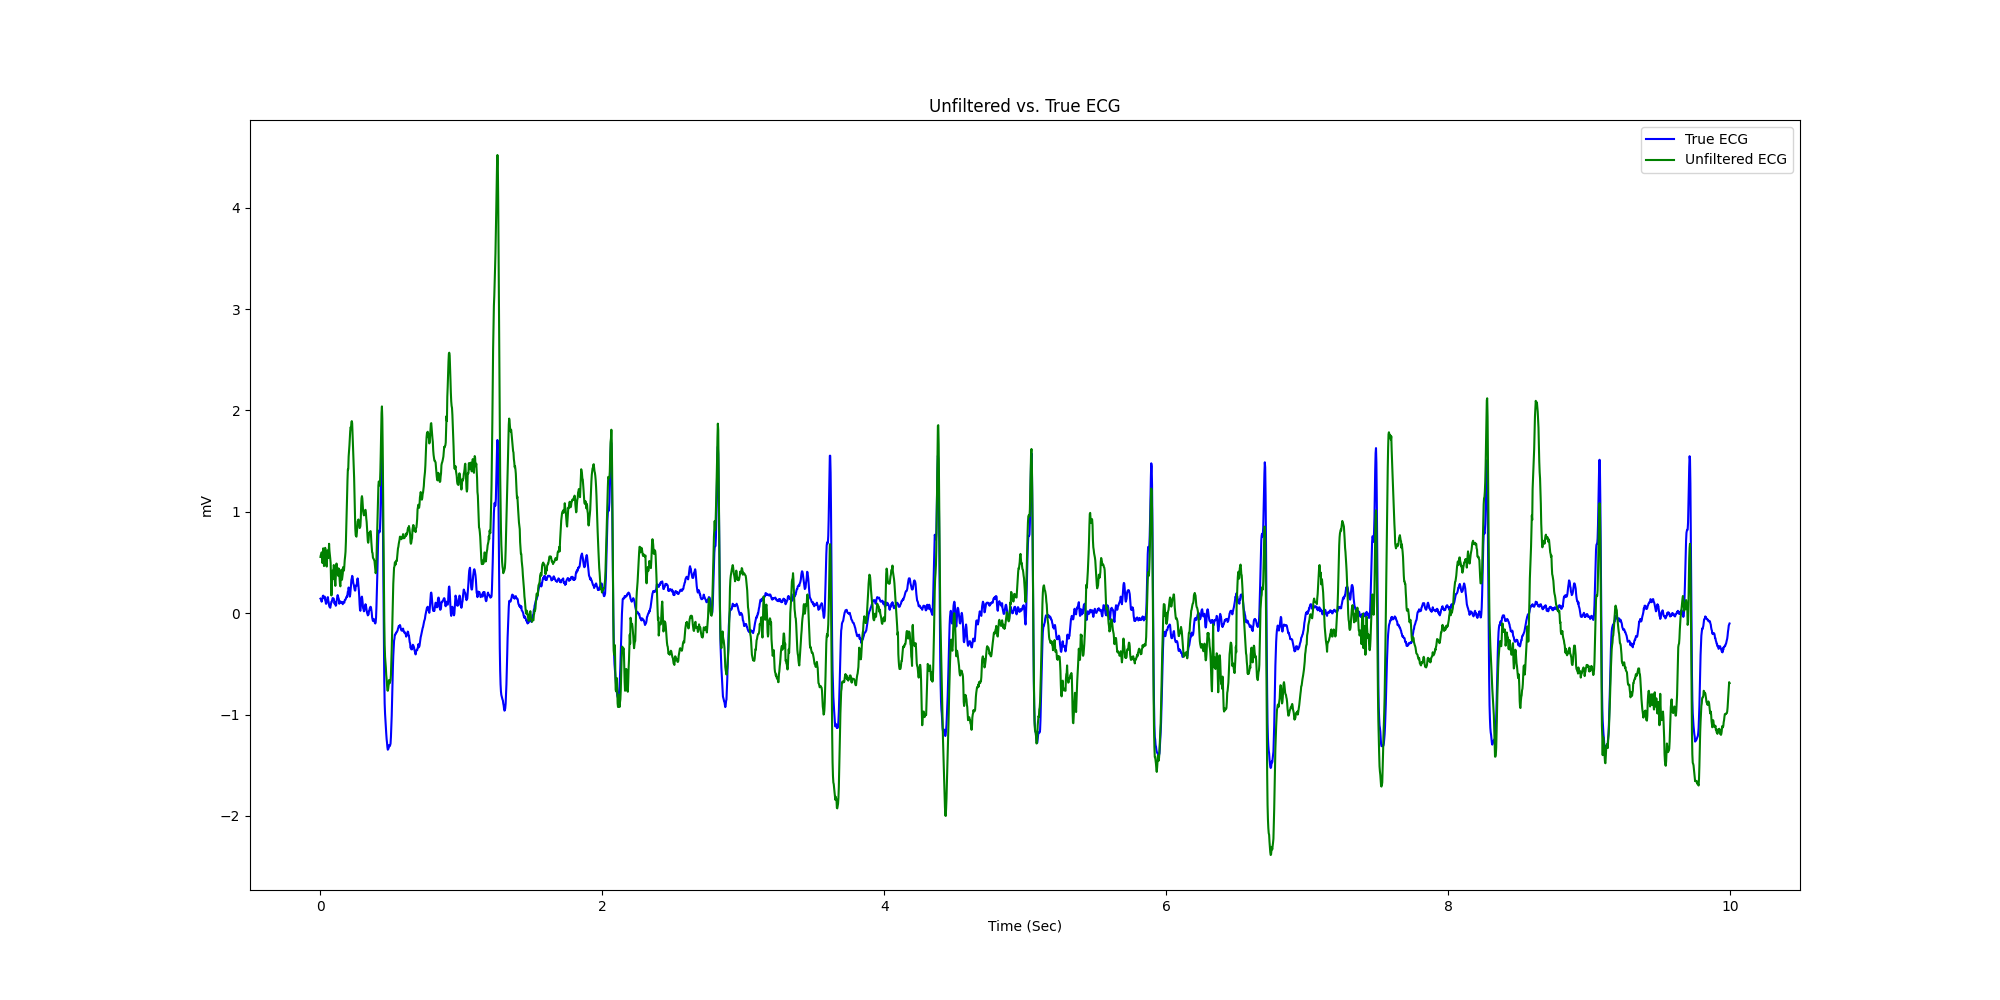 Unfiltered vs. True ECG
True ECG
Unfiltered ECG
4
3
2
1
0
−1
−2
mV
0 2 4 6 8 10
Time (Sec)